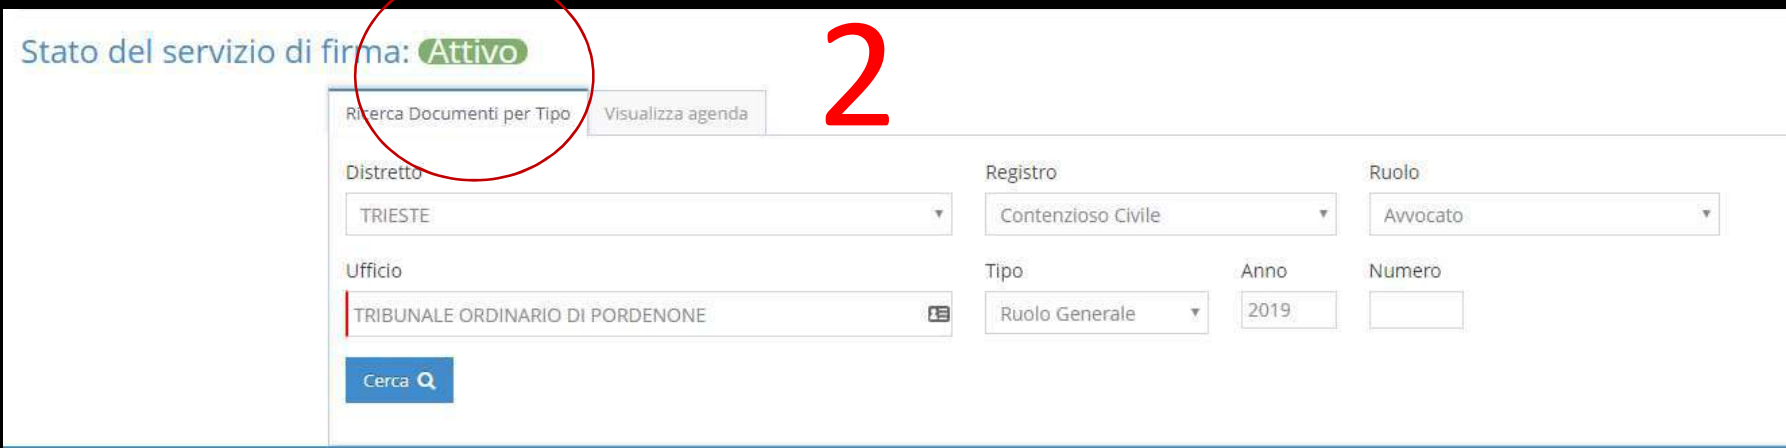 Stato del servizio di firma: Attivo
2
Ricerca Documenti per Tipo Visualizza agenda
Distretto Registro Ruolo
TRIESTE Contenzioso Civile Avvocato
Ufficio Tipo Anno Numero
TRIBUNALE ORDINARIO DI PORDENONE Ruolo Generale 2019
Cerca